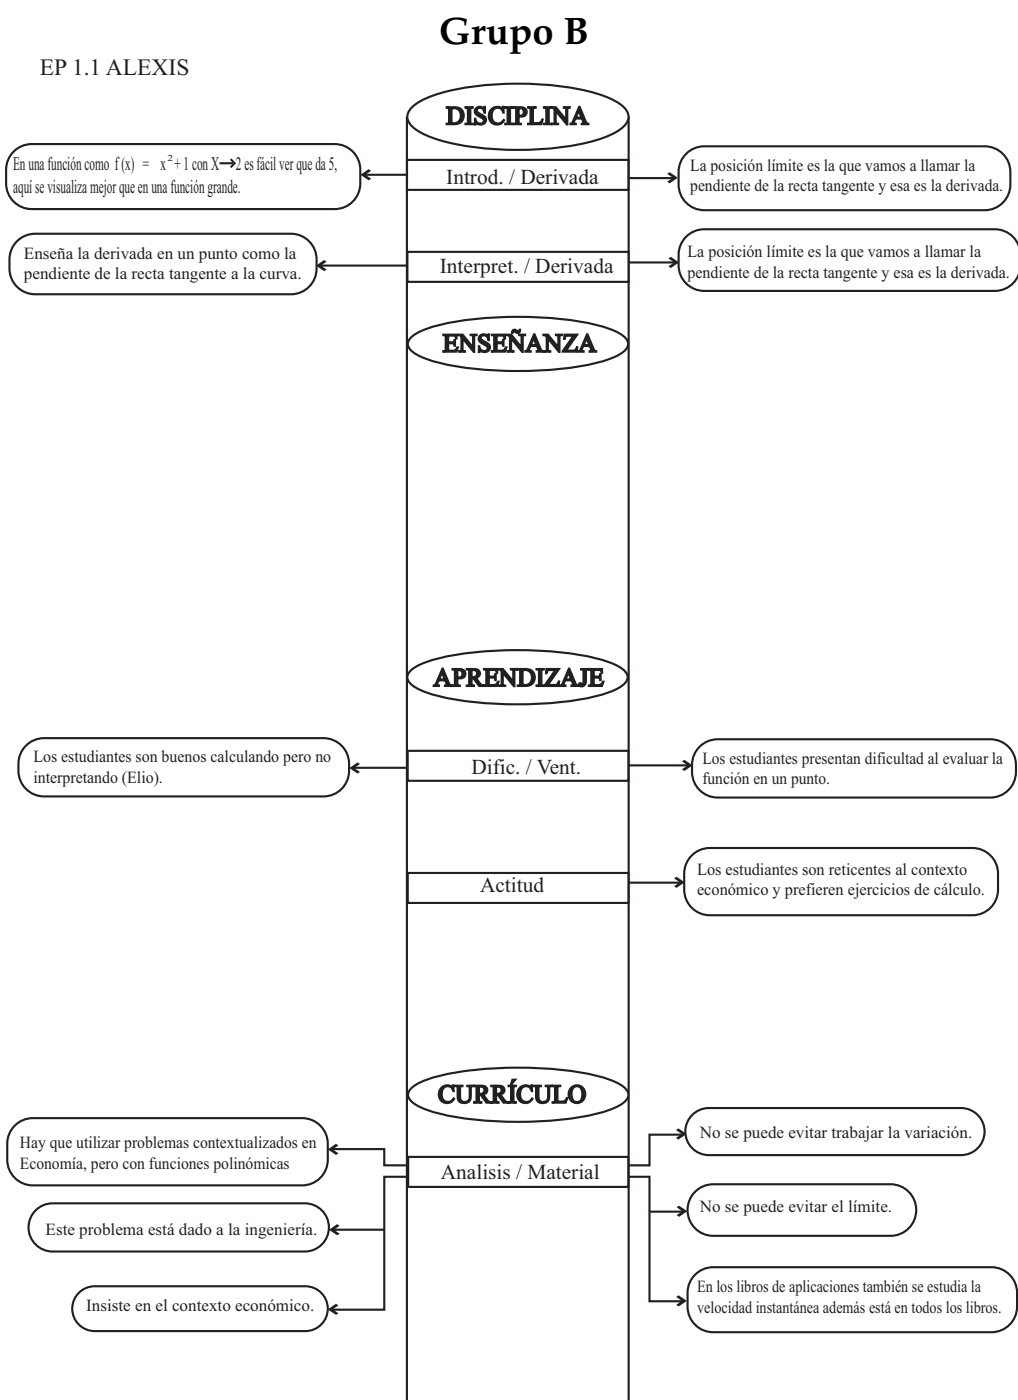 Grupo B
EP 1.1 ALEXIS
DISCIPLINA
En una función como f (x) = x² + 1 con X→2 es fácil ver que da 5,
aquí se visualiza mejor que en una función grande.
Introd. / Derivada
La posición límite es la que vamos a llamar la
pendiente de la recta tangente y esa es la derivada.
Enseña la derivada en un punto como la
pendiente de la recta tangente a la curva.
Interpret. / Derivada
La posición límite es la que vamos a llamar la
pendiente de la recta tangente y esa es la derivada.
ENSEÑANZA
APRENDIZAJE
Los estudiantes son buenos calculando pero no
interpretando (Elio).
Dific. / Vent.
Los estudiantes presentan dificultad al evaluar la
función en un punto.
Actitud
Los estudiantes son reticentes al contexto
económico y prefieren ejercicios de cálculo.
CURRÍCULO
Hay que utilizar problemas contextualizados en
Economía, pero con funciones polinómicas
Este problema está dado a la ingeniería.
Insiste en el contexto económico.
Analisis / Material
No se puede evitar trabajar la variación.
No se puede evitar el límite.
En los libros de aplicaciones también se estudia la
velocidad instantánea además está en todos los libros.